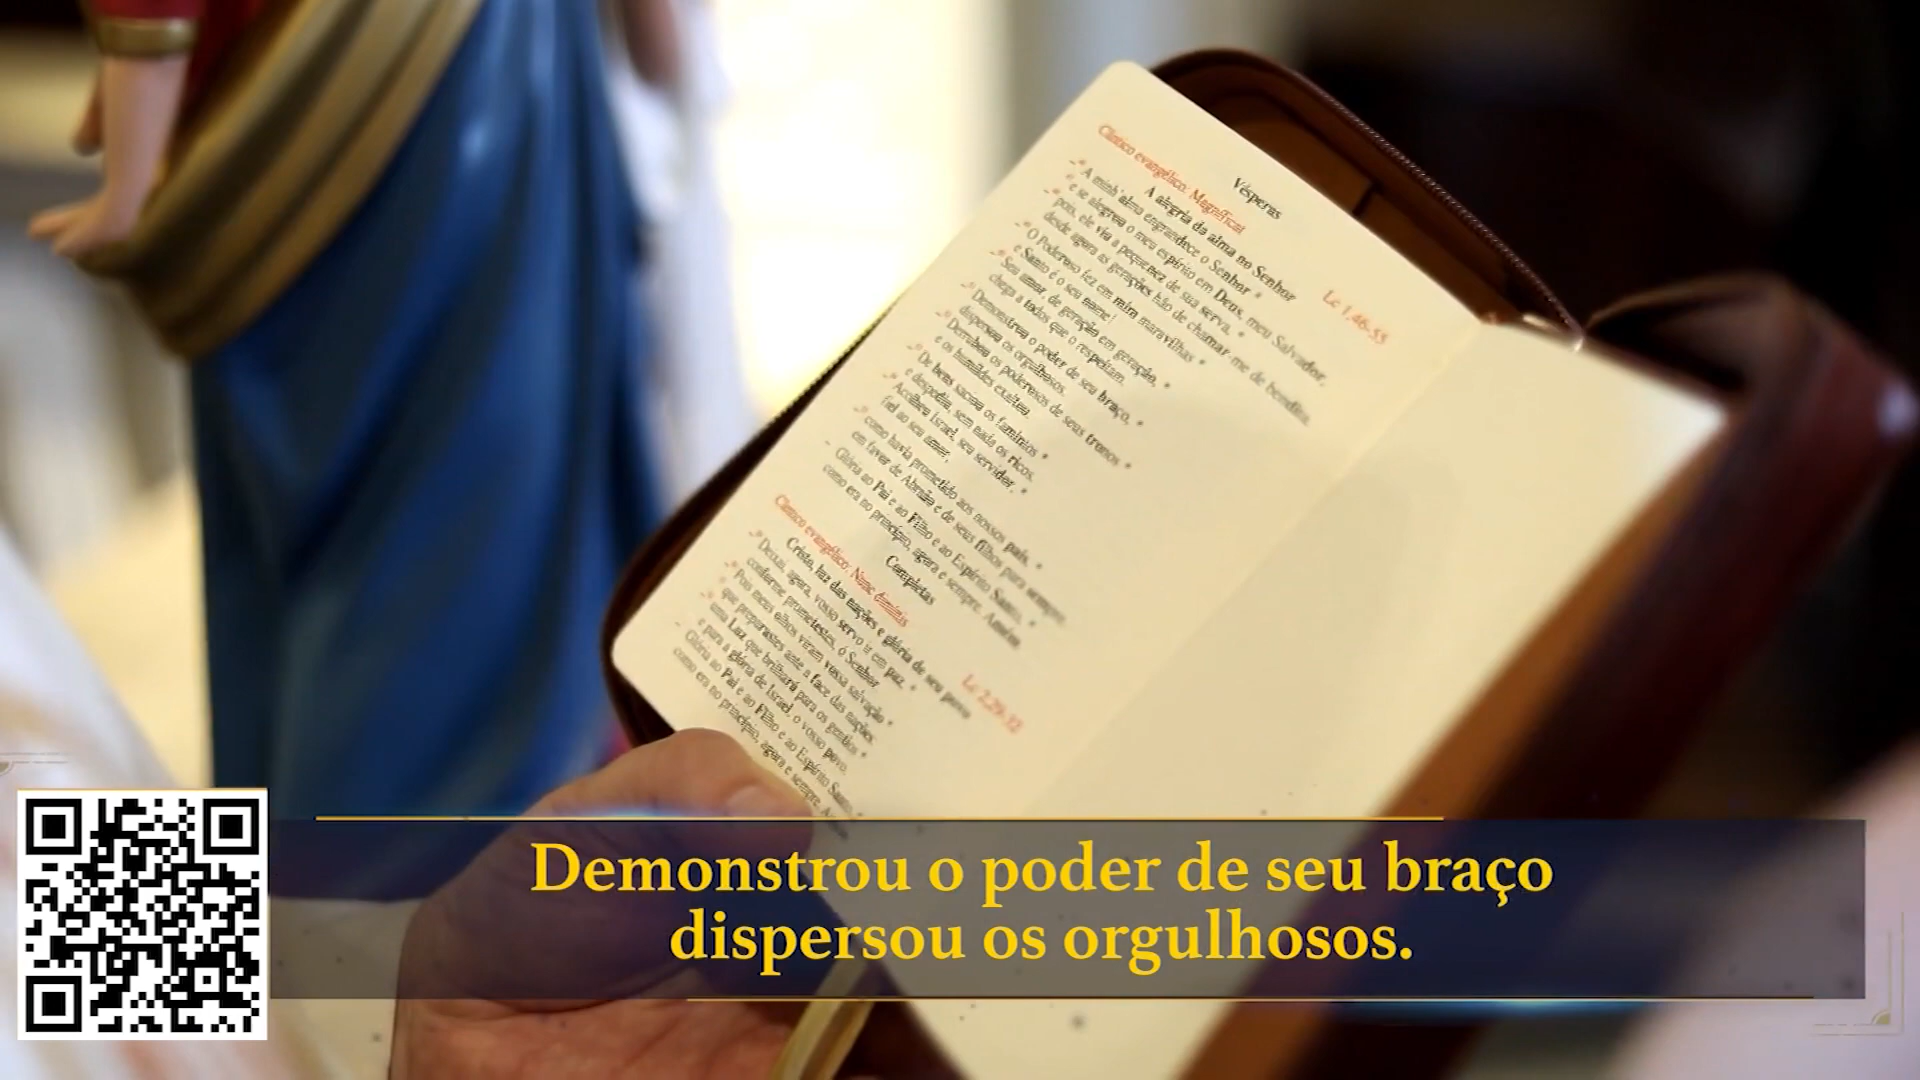 Vésperas
Cântico evangélico: Magnificat
Lc 1,46-55
A alegria da alma no Senhor
A minh'alma engrandece o Senhor *
e se alegrou o meu espírito em Deus, meu Salvador,
pois, ele viu a pequenez de sua serva, *
desde agora as gerações hão de chamar-me de bendita.
O Poderoso fez em mim maravilhas *
e Santo é o seu nome!
Seu amor, de geração em geração, *
chega a todos que o respeitam.
Demonstrou o poder de seu braço, *
dispersou os orgulhosos.
Derrubou os poderosos de seus tronos *
e os humildes exaltou.
De bens saciou os famintos *
e despediu, sem nada os ricos.
Acolheu Israel, seu servidor, *
fiel ao seu amor,
como havia prometido aos nossos pais, *
em favor de Abraão e de seus filhos para sempre.
Glória ao Pai e ao Filho e ao Espírito Santo, *
como era no princípio, agora e sempre. Amém
Completas
Cântico evangélico: Nunc dimittis
Lc 2,29-32
Cristo, luz das nações e glória de seu povo
Deixai, agora, vosso servo ir em paz, *
conforme prometestes, ó Senhor.
Pois meus olhos viram vossa salvação *
que preparastes ante a face das nações:
uma Luz que brilhará para os gentios *
e para a glória de Israel, o vosso povo.
Glória ao Pai e ao Filho e ao Espírito Santo,
como era no princípio, agora e sempre.
Demonstrou o poder de seu braço
dispersou os orgulhosos.